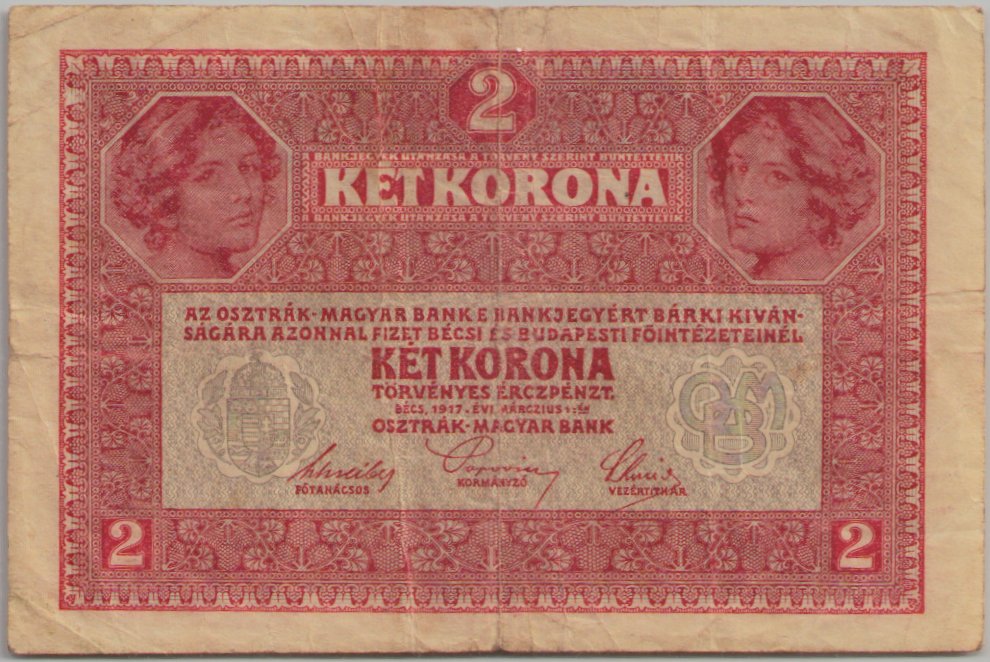 2
A BANKJEGYEK UTÁNZÁSA A TÖRVÉNY SZERINT BÜNTETTETIK
KÉT KORONA
A BANKJEGYEK UTÁNZÁSA A TÖRVÉNY SZERINT BÜNTETTETIK
AZ OSZTRÁK-MAGYAR BANK E BANKJEGYÉRT BÁRKI KIVÁN-
SÁGÁRA AZONNAL FIZET BÉCSI ÉS BUDAPESTI FŐINTÉZETEINÉL
KÉT KORONA
TÖRVÉNYES ÉRCZPÉNZT.
BÉCS, 1917. ÉVI MÁRCZIUS 1-ÉN
OSZTRÁK-MAGYAR BANK
FŐTANÁCSOS KORMÁNYZÓ VEZÉRTITKÁR
2 2